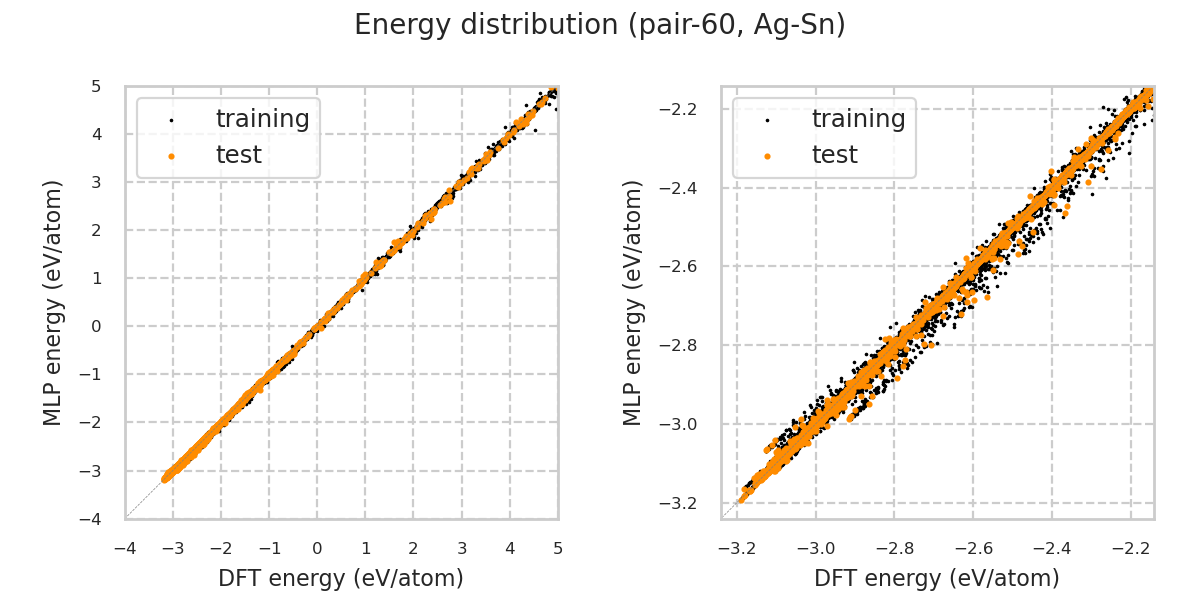 Energy distribution (pair-60, Ag-Sn)
training
test
5
4
3
2
1
0
−1
−2
−3
−4
MLP energy (eV/atom)
−4 −3 −2 −1 0 1 2 3 4 5
DFT energy (eV/atom)
training
test
−2.2
−2.4
−2.6
−2.8
−3.0
−3.2
MLP energy (eV/atom)
−3.2 −3.0 −2.8 −2.6 −2.4 −2.2
DFT energy (eV/atom)